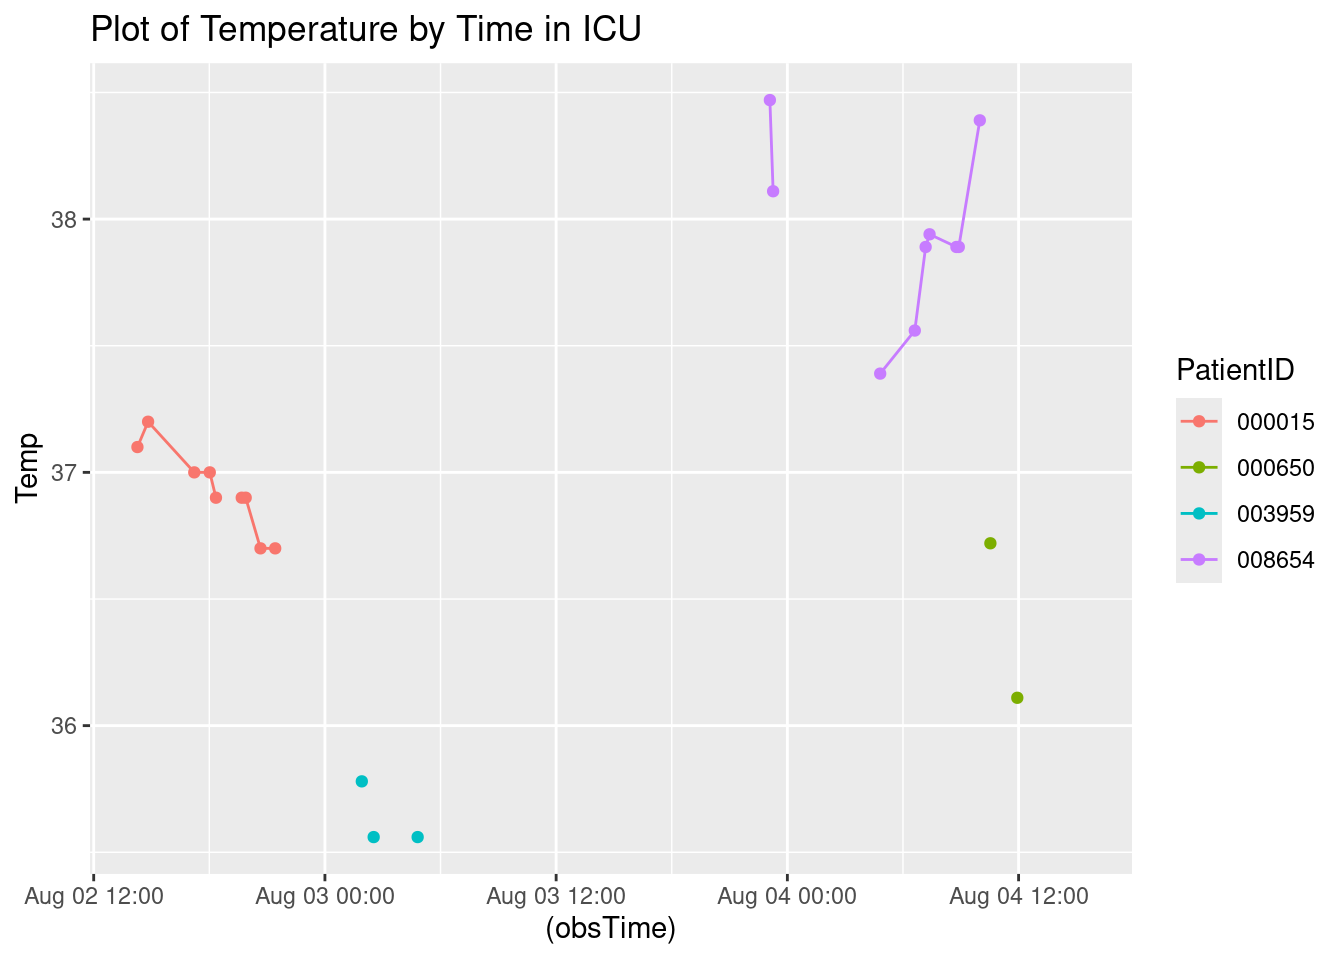 Plot of Temperature by Time in ICU
Temp
38
37
36
Aug 02 12:00
Aug 03 00:00
Aug 03 12:00
Aug 04 00:00
Aug 04 12:00
(obsTime)
PatientID
000015
000650
003959
008654